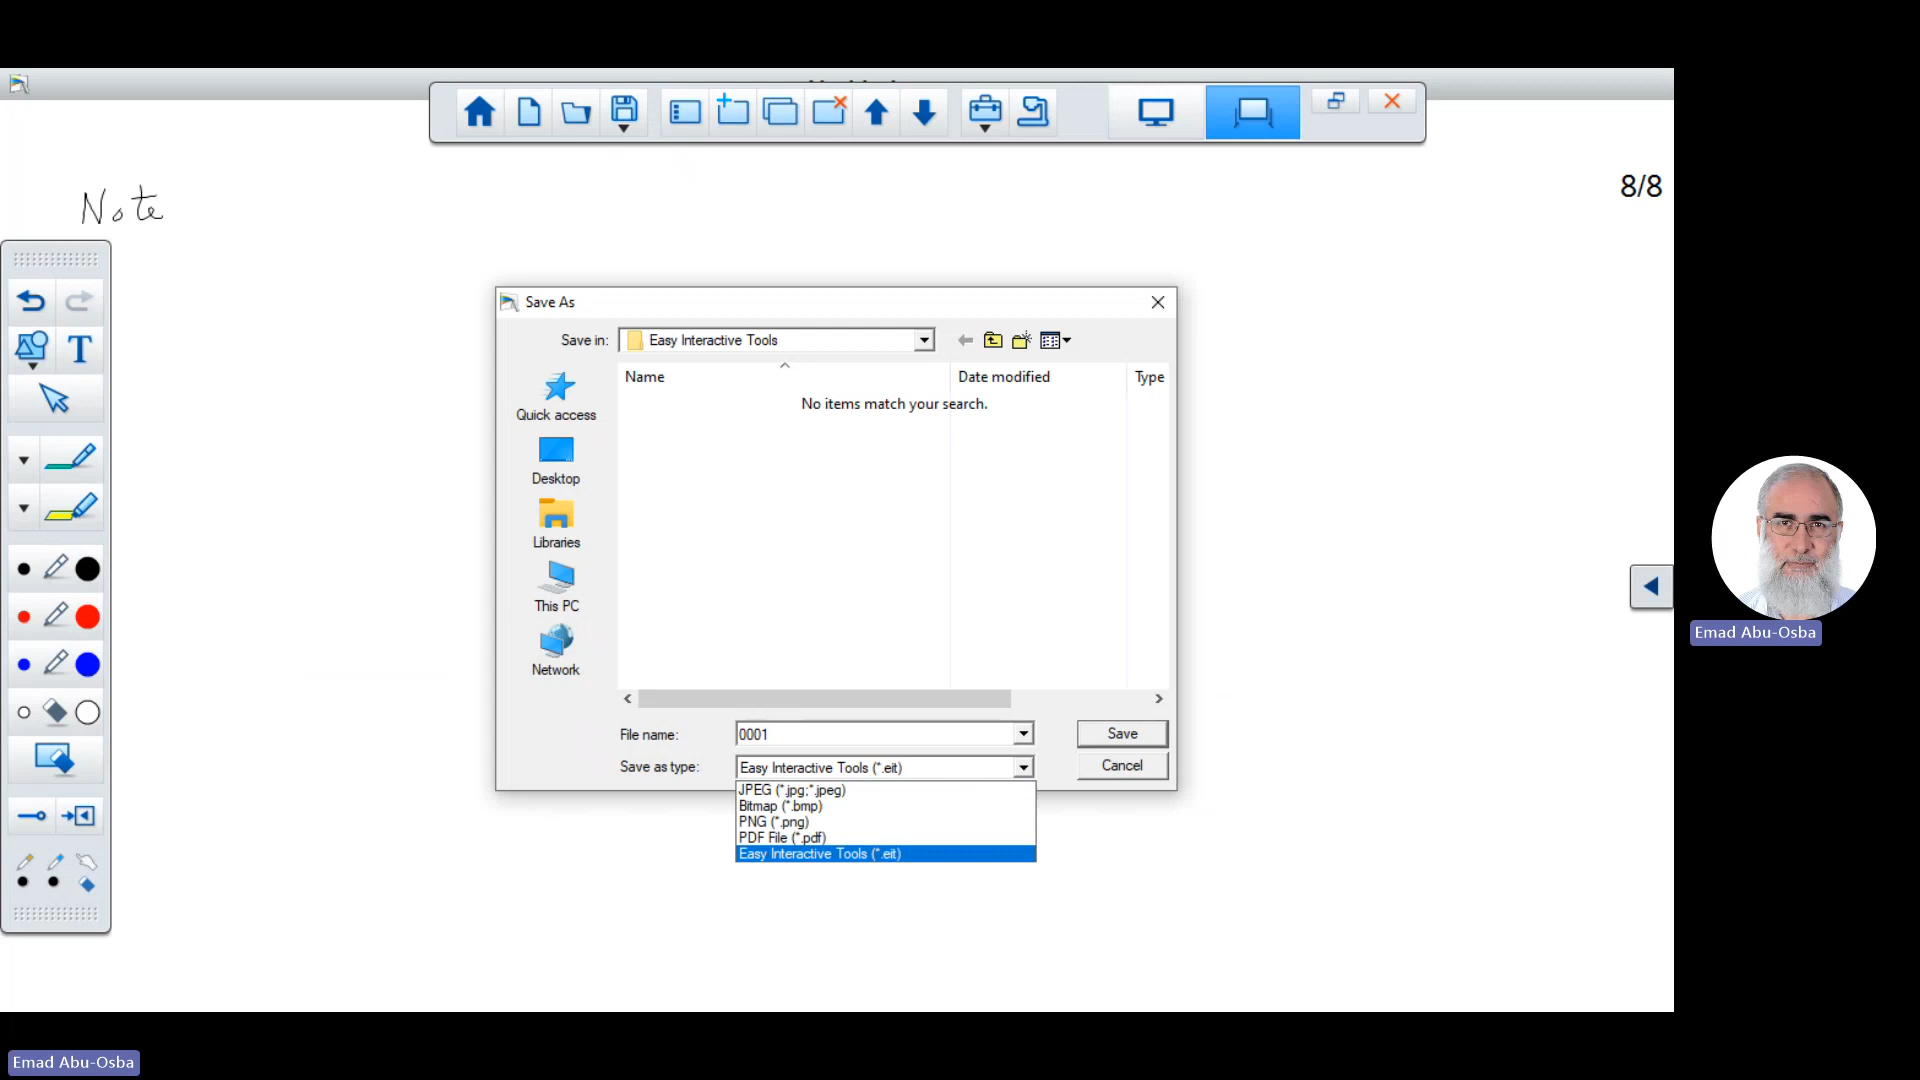 8/8
Note
Save As
Save in:
Easy Interactive Tools
Name
Date modified
Type
No items match your search.
Quick access
Desktop
Libraries
This PC
Network
File name:
0001
Save
Save as type:
Easy Interactive Tools (*.eit)
Cancel
JPEG (*.jpg;*.jpeg)
Bitmap (*.bmp)
PNG (*.png)
PDF File (*.pdf)
Easy Interactive Tools (*.eit)
T
Emad Abu-Osba
Emad Abu-Osba